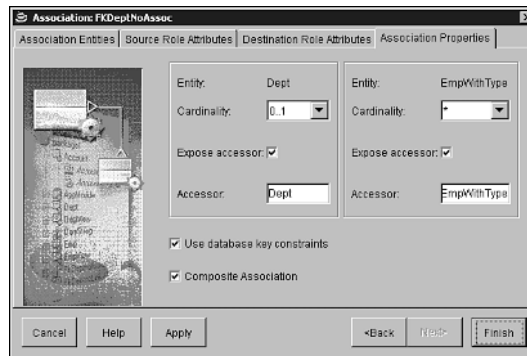 Association: FKDeptNoAssoc
Association Entities Source Role Attributes Destination Role Attributes Association Properties
Entity: Dept
Cardinality: 0..1
Expose accessor:
Accessor: Dept
Entity: EmpWithType
Cardinality: *
Expose accessor:
Accessor: EmpWithType
Use database key constraints
Composite Association
Account
Dept
Cancel Help Apply <Back Next> Finish